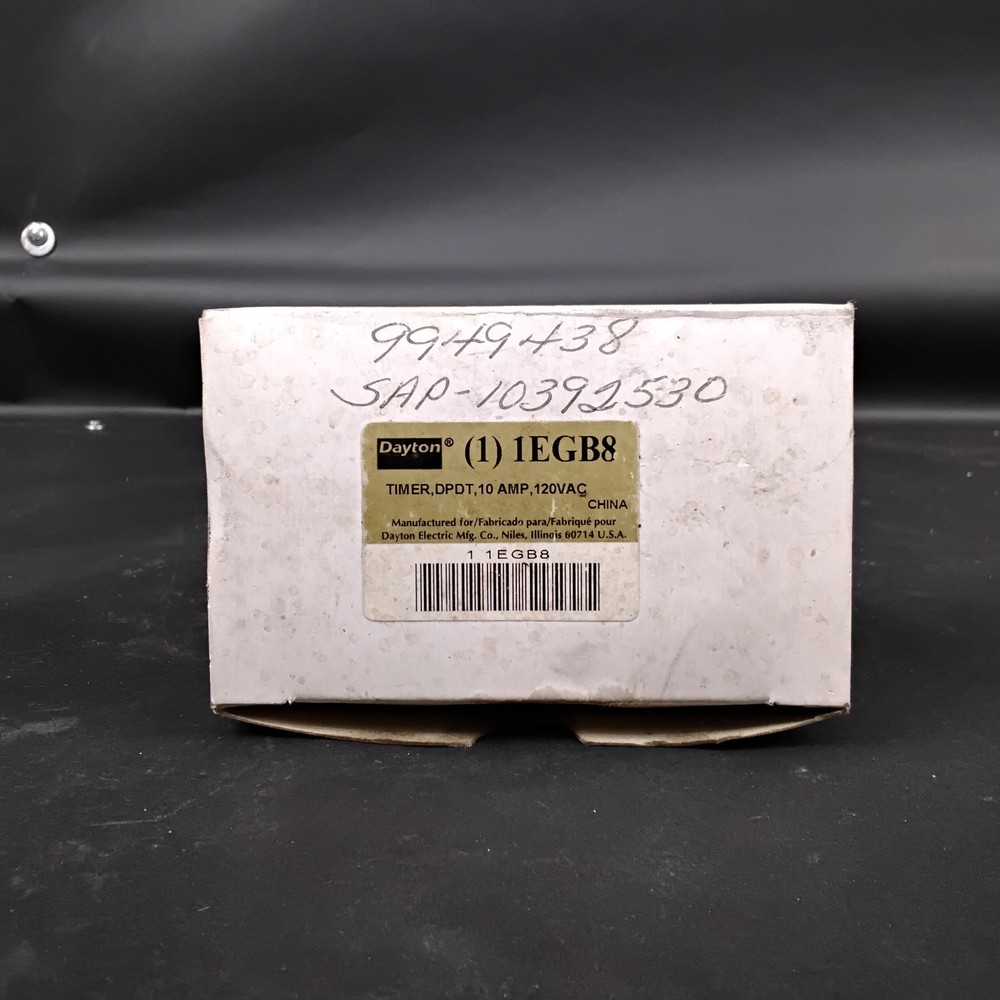 9949438
SAP-10392530
Dayton® (1) 1EGB8
TIMER,DPDT,10 AMP,120VAC
CHINA
Manufactured for/Fabricado para/Fabriqué pour
Dayton Electric Mfg. Co., Niles, Illinois 60714 U.S.A.
1 1EGB8